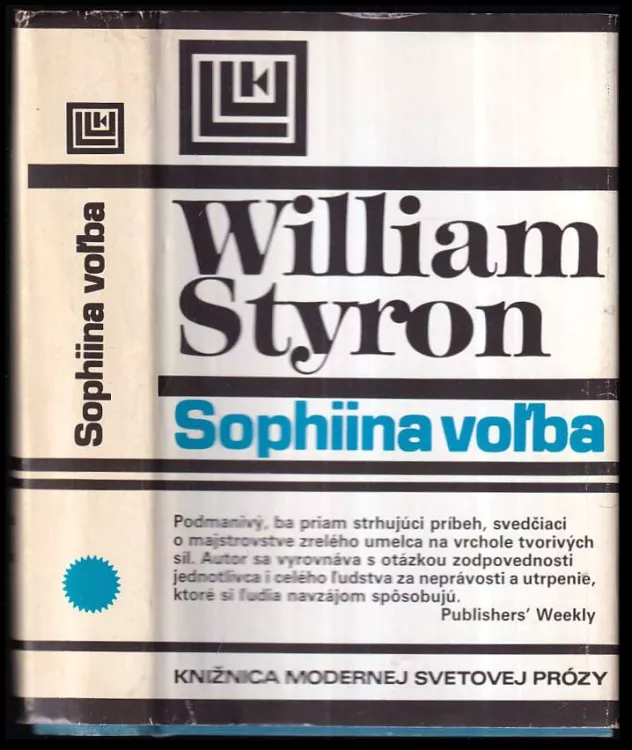 Sophiina voľba
William
Styron
Sophiina voľba
Podmanivý, ba priam strhujúci príbeh, svedčiaci
o majstrovstve zrelého umelca na vrchole tvorivých
síl. Autor sa vyrovnáva s otázkou zodpovednosti
jednotlivca i celého ľudstva za neprávosti a utrpenie,
ktoré si ľudia navzájom spôsobujú.
Publishers' Weekly
KNIŽNICA MODERNEJ SVETOVEJ PRÓZY